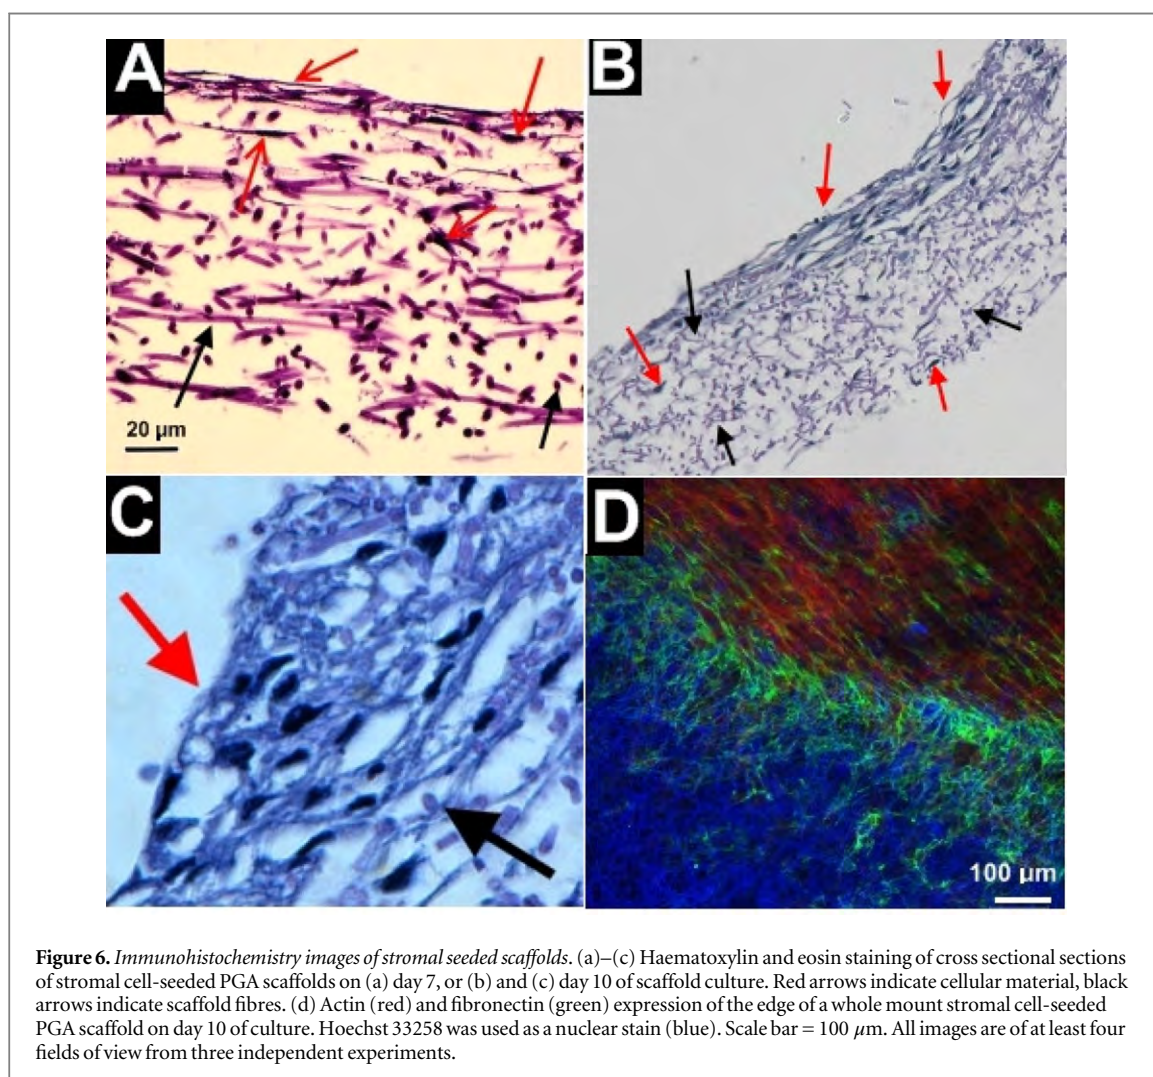 A
B
20 µm
C
D
100 µm
Figure 6. Immunohistochemistry images of stromal seeded scaffolds. (a)–(c) Haematoxylin and eosin staining of cross sectional sections
of stromal cell-seeded PGA scaffolds on (a) day 7, or (b) and (c) day 10 of scaffold culture. Red arrows indicate cellular material, black
arrows indicate scaffold fibres. (d) Actin (red) and fibronectin (green) expression of the edge of a whole mount stromal cell-seeded
PGA scaffold on day 10 of culture. Hoechst 33258 was used as a nuclear stain (blue). Scale bar = 100 µm. All images are of at least four
fields of view from three independent experiments.